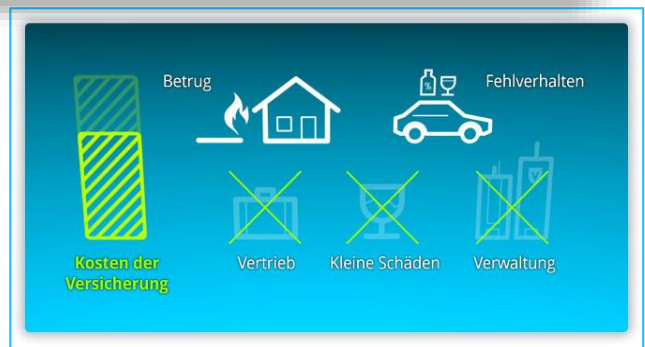 Betrug
Fehlverhalten
%
Kosten der
Versicherung
Vertrieb
Kleine Schäden
Verwaltung